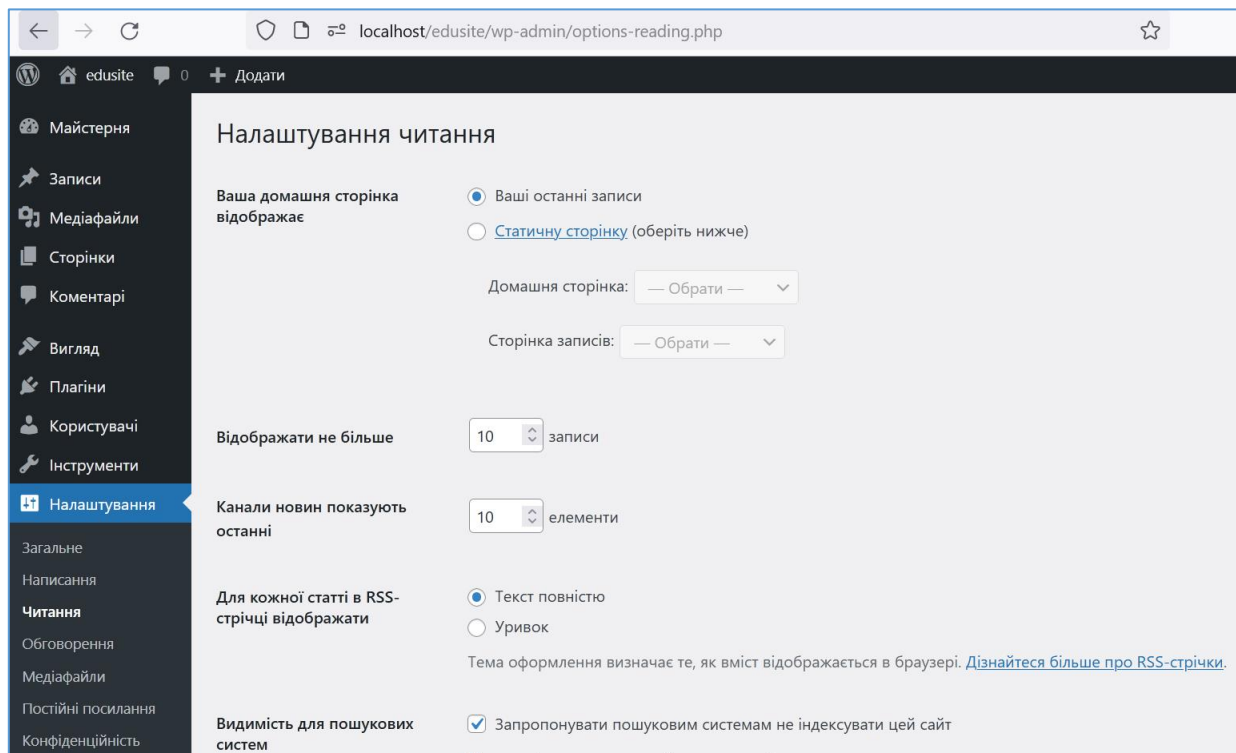 localhost/edusite/wp-admin/options-reading.php
edusite 0 Додати
Майстерня
Записи
Медіафайли
Сторінки
Коментарі
Вигляд
Плагіни
Користувачі
Інструменти
Налаштування
Загальне
Написання
Читання
Обговорення
Медіафайли
Постійні посилання
Конфіденційність
Налаштування читання
Ваша домашня сторінка
відображає
Ваші останні записи
Статичну сторінку (оберіть нижче)
Домашня сторінка: — Обрати —
Сторінка записів: — Обрати —
Відображати не більше
10 записи
Канали новин показують
останні
10 елементи
Для кожної статті в RSS-
стрічці відображати
Текст повністю
Уривок
Тема оформлення визначає те, як вміст відображається в браузері. Дізнайтеся більше про RSS-стрічки.
Видимість для пошукових
систем
Запропонувати пошуковим системам не індексувати цей сайт